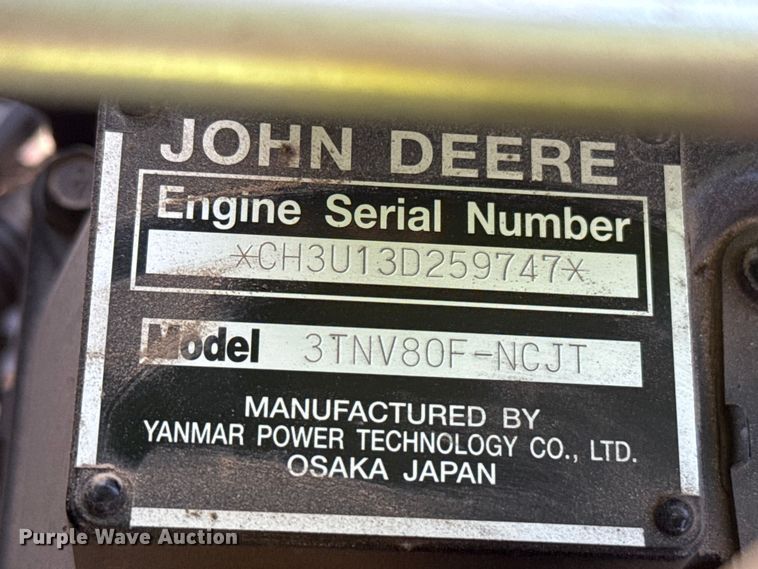 JOHN DEERE
Engine Serial Number
*CH3U13D259747*
Model 3TNV80F-NCJT
MANUFACTURED BY
YANMAR POWER TECHNOLOGY CO., LTD.
OSAKA JAPAN
Purple Wave Auction